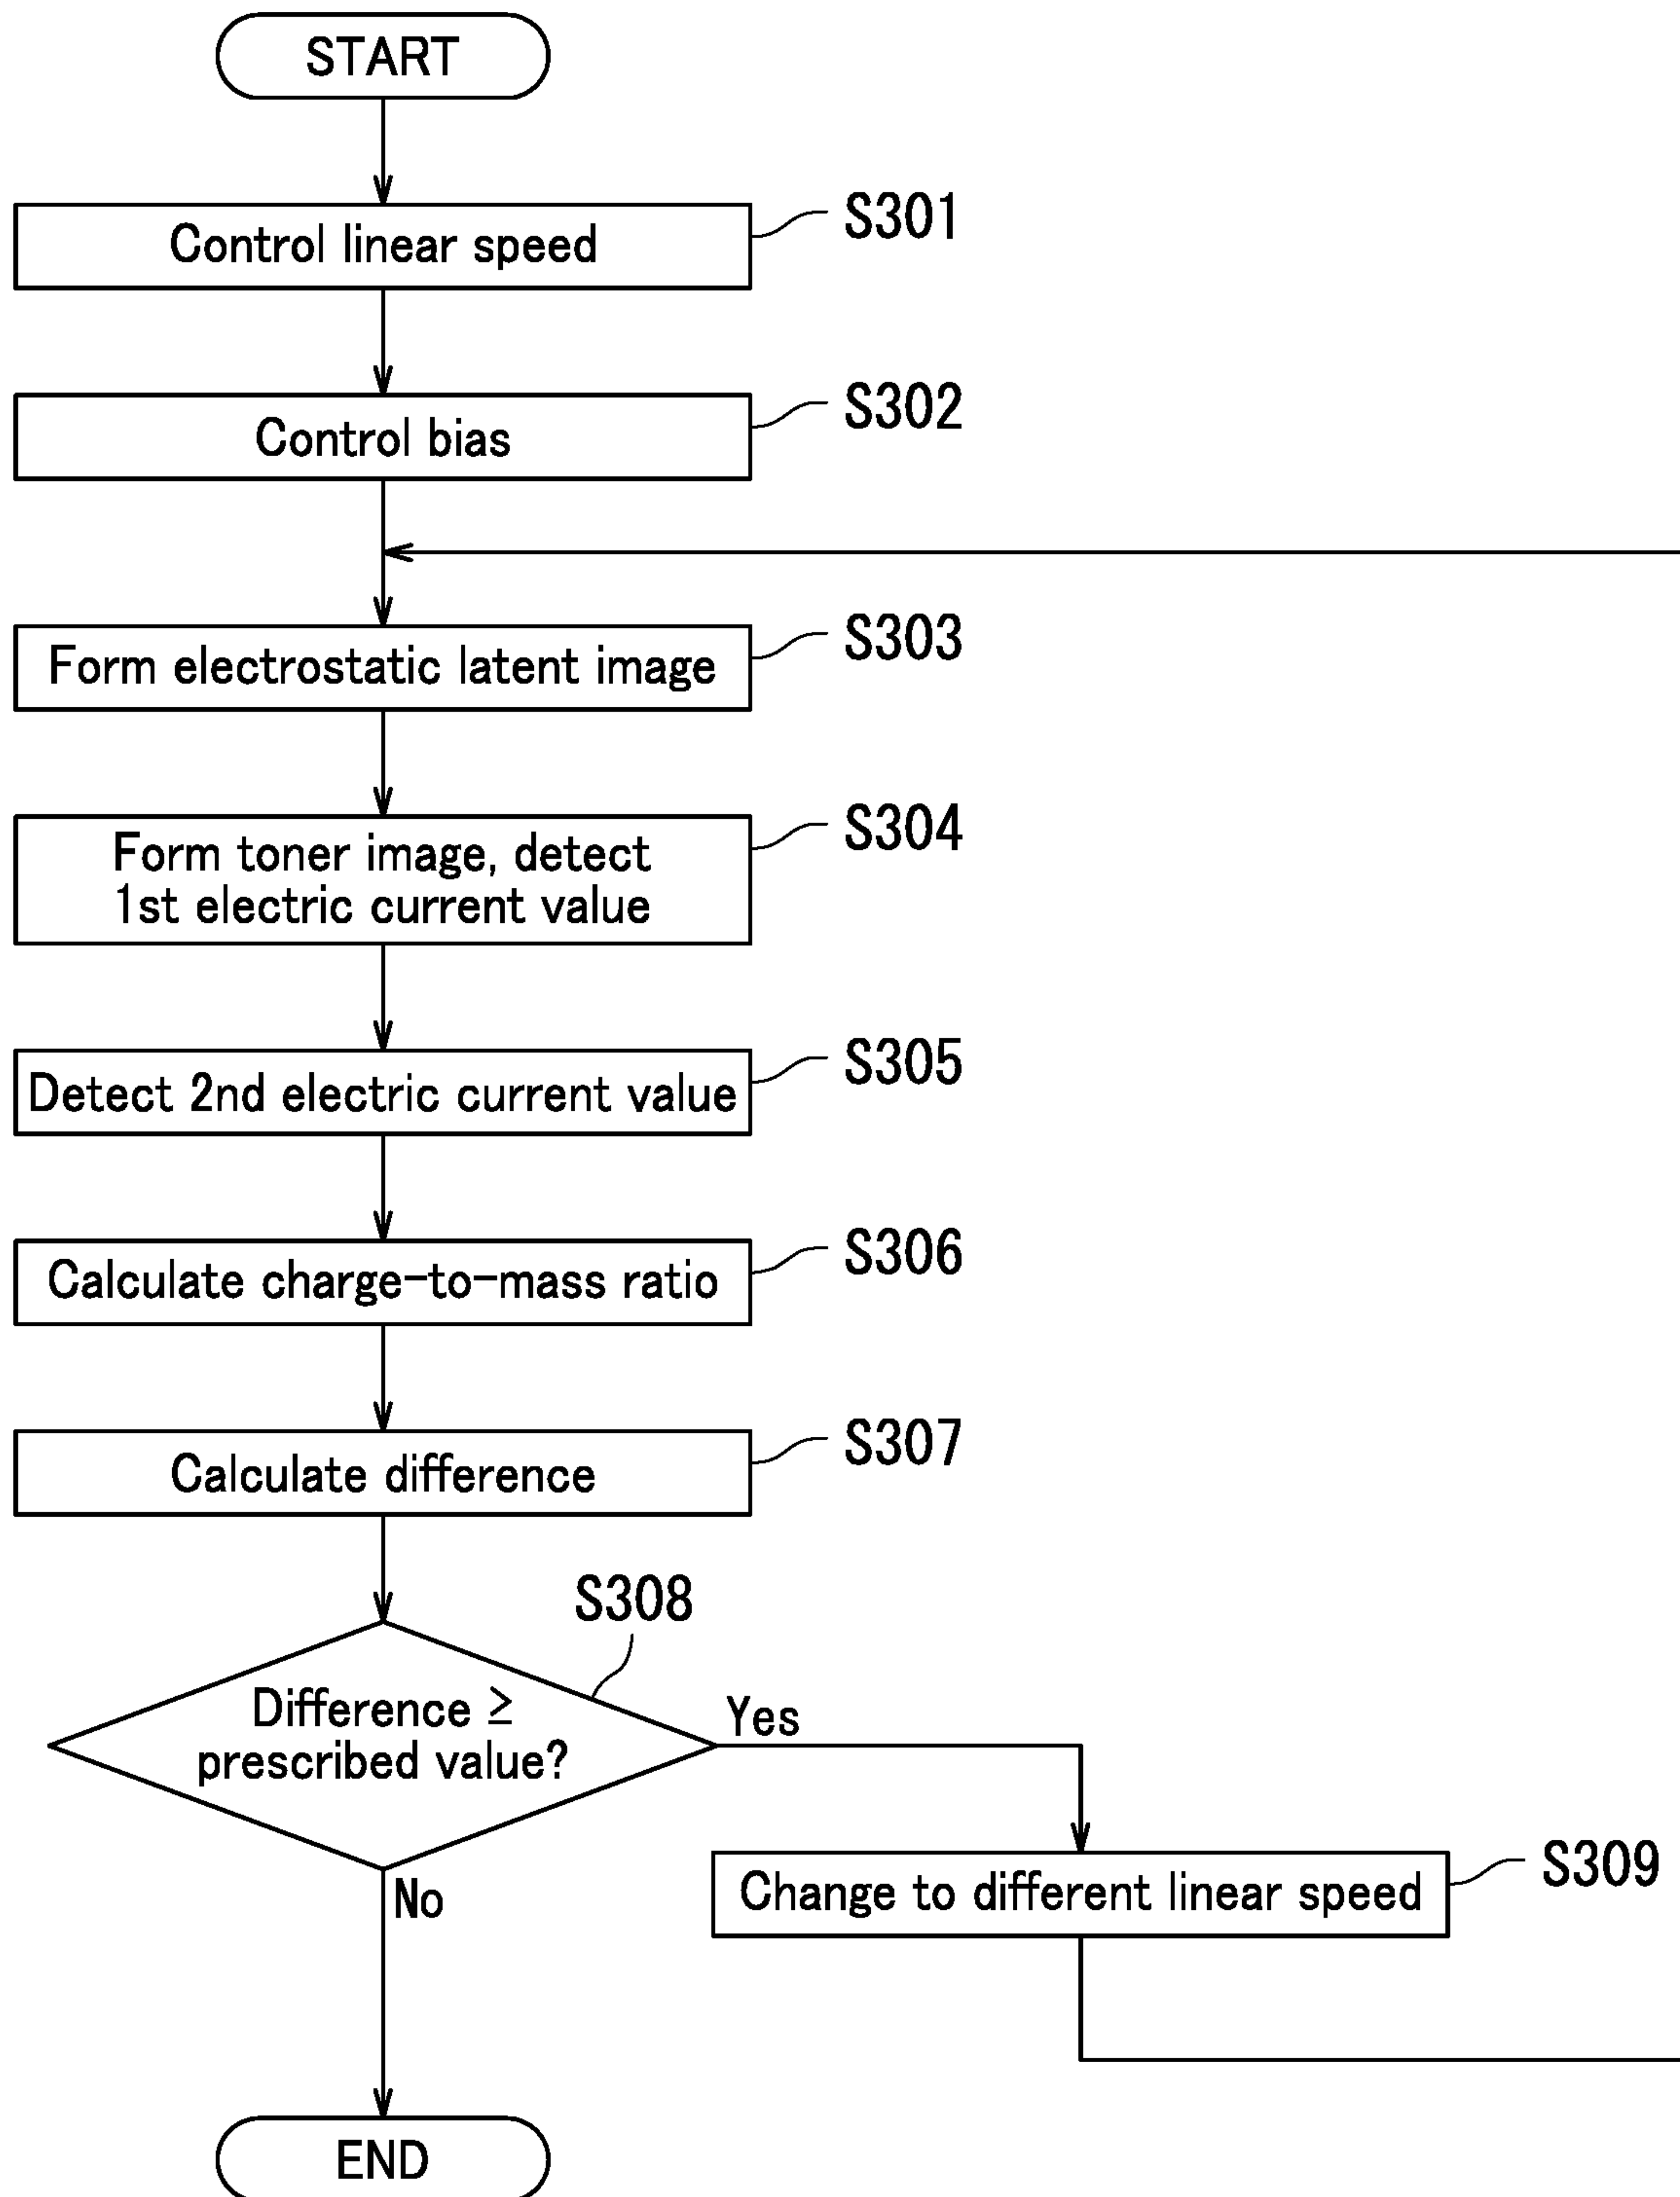 START
Control linear speed
S301
Control bias
S302
Form electrostatic latent image
S303
Form toner image, detect
1st electric current value
S304
Detect 2nd electric current value
S305
Calculate charge-to-mass ratio
S306
Calculate difference
S307
S308
Difference ≥
prescribed value?
Yes
No
Change to different linear speed
S309
END